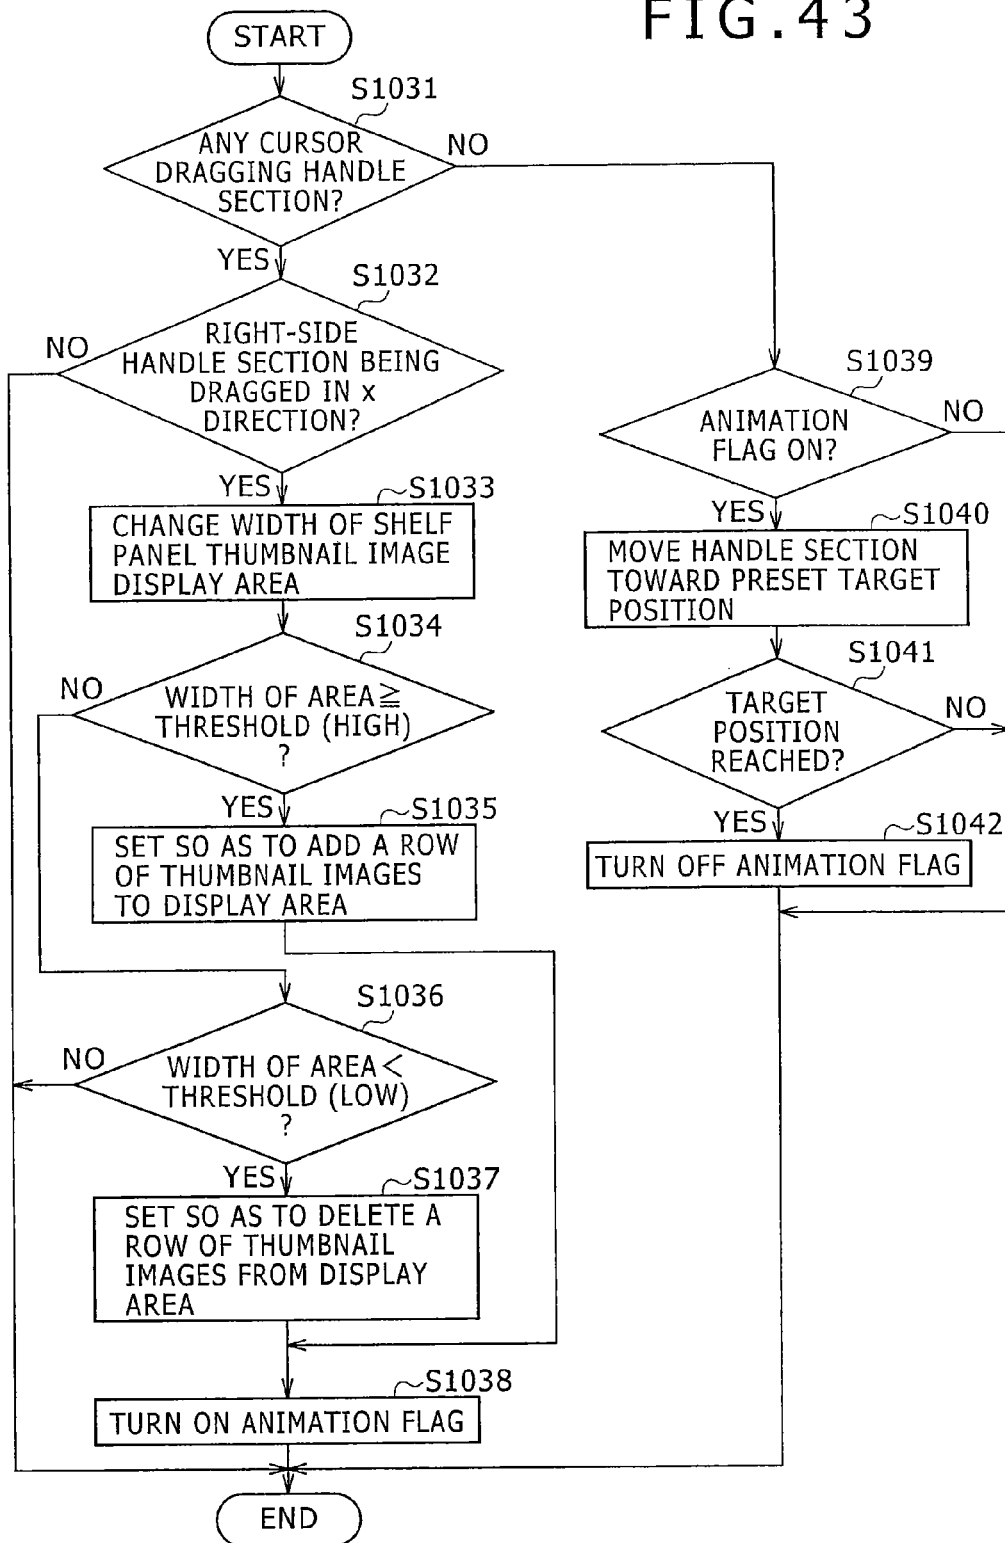 FIG.43
START
S1031
ANY CURSOR
DRAGGING HANDLE
SECTION?
NO
YES
S1032
RIGHT-SIDE
HANDLE SECTION BEING
DRAGGED IN x
DIRECTION?
NO
YES
S1033
CHANGE WIDTH OF SHELF
PANEL THUMBNAIL IMAGE
DISPLAY AREA
S1034
WIDTH OF AREA≧
THRESHOLD (HIGH)
?
NO
YES
S1035
SET SO AS TO ADD A ROW
OF THUMBNAIL IMAGES
TO DISPLAY AREA
S1036
WIDTH OF AREA<
THRESHOLD (LOW)
?
NO
YES
S1037
SET SO AS TO DELETE A
ROW OF THUMBNAIL
IMAGES FROM DISPLAY
AREA
S1038
TURN ON ANIMATION FLAG
END
S1039
ANIMATION
FLAG ON?
NO
YES
S1040
MOVE HANDLE SECTION
TOWARD PRESET TARGET
POSITION
S1041
TARGET
POSITION
REACHED?
NO
YES
S1042
TURN OFF ANIMATION FLAG